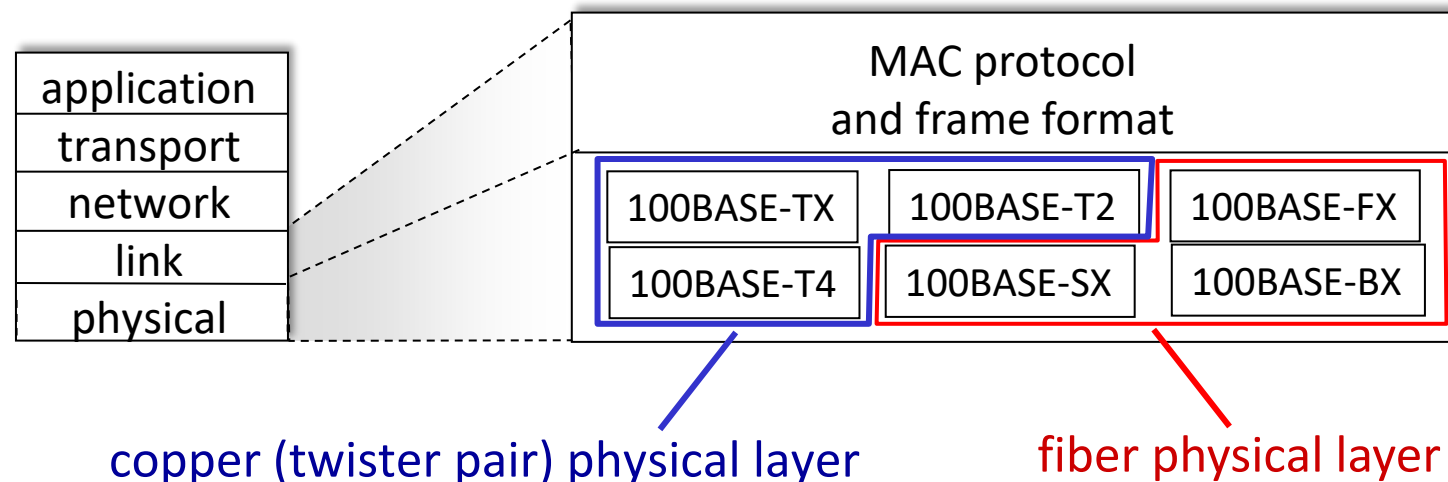 application
transport
network
link
physical
MAC protocol
and frame format
100BASE-TX
100BASE-T2
100BASE-FX
100BASE-T4
100BASE-SX
100BASE-BX
copper (twister pair) physical layer
fiber physical layer